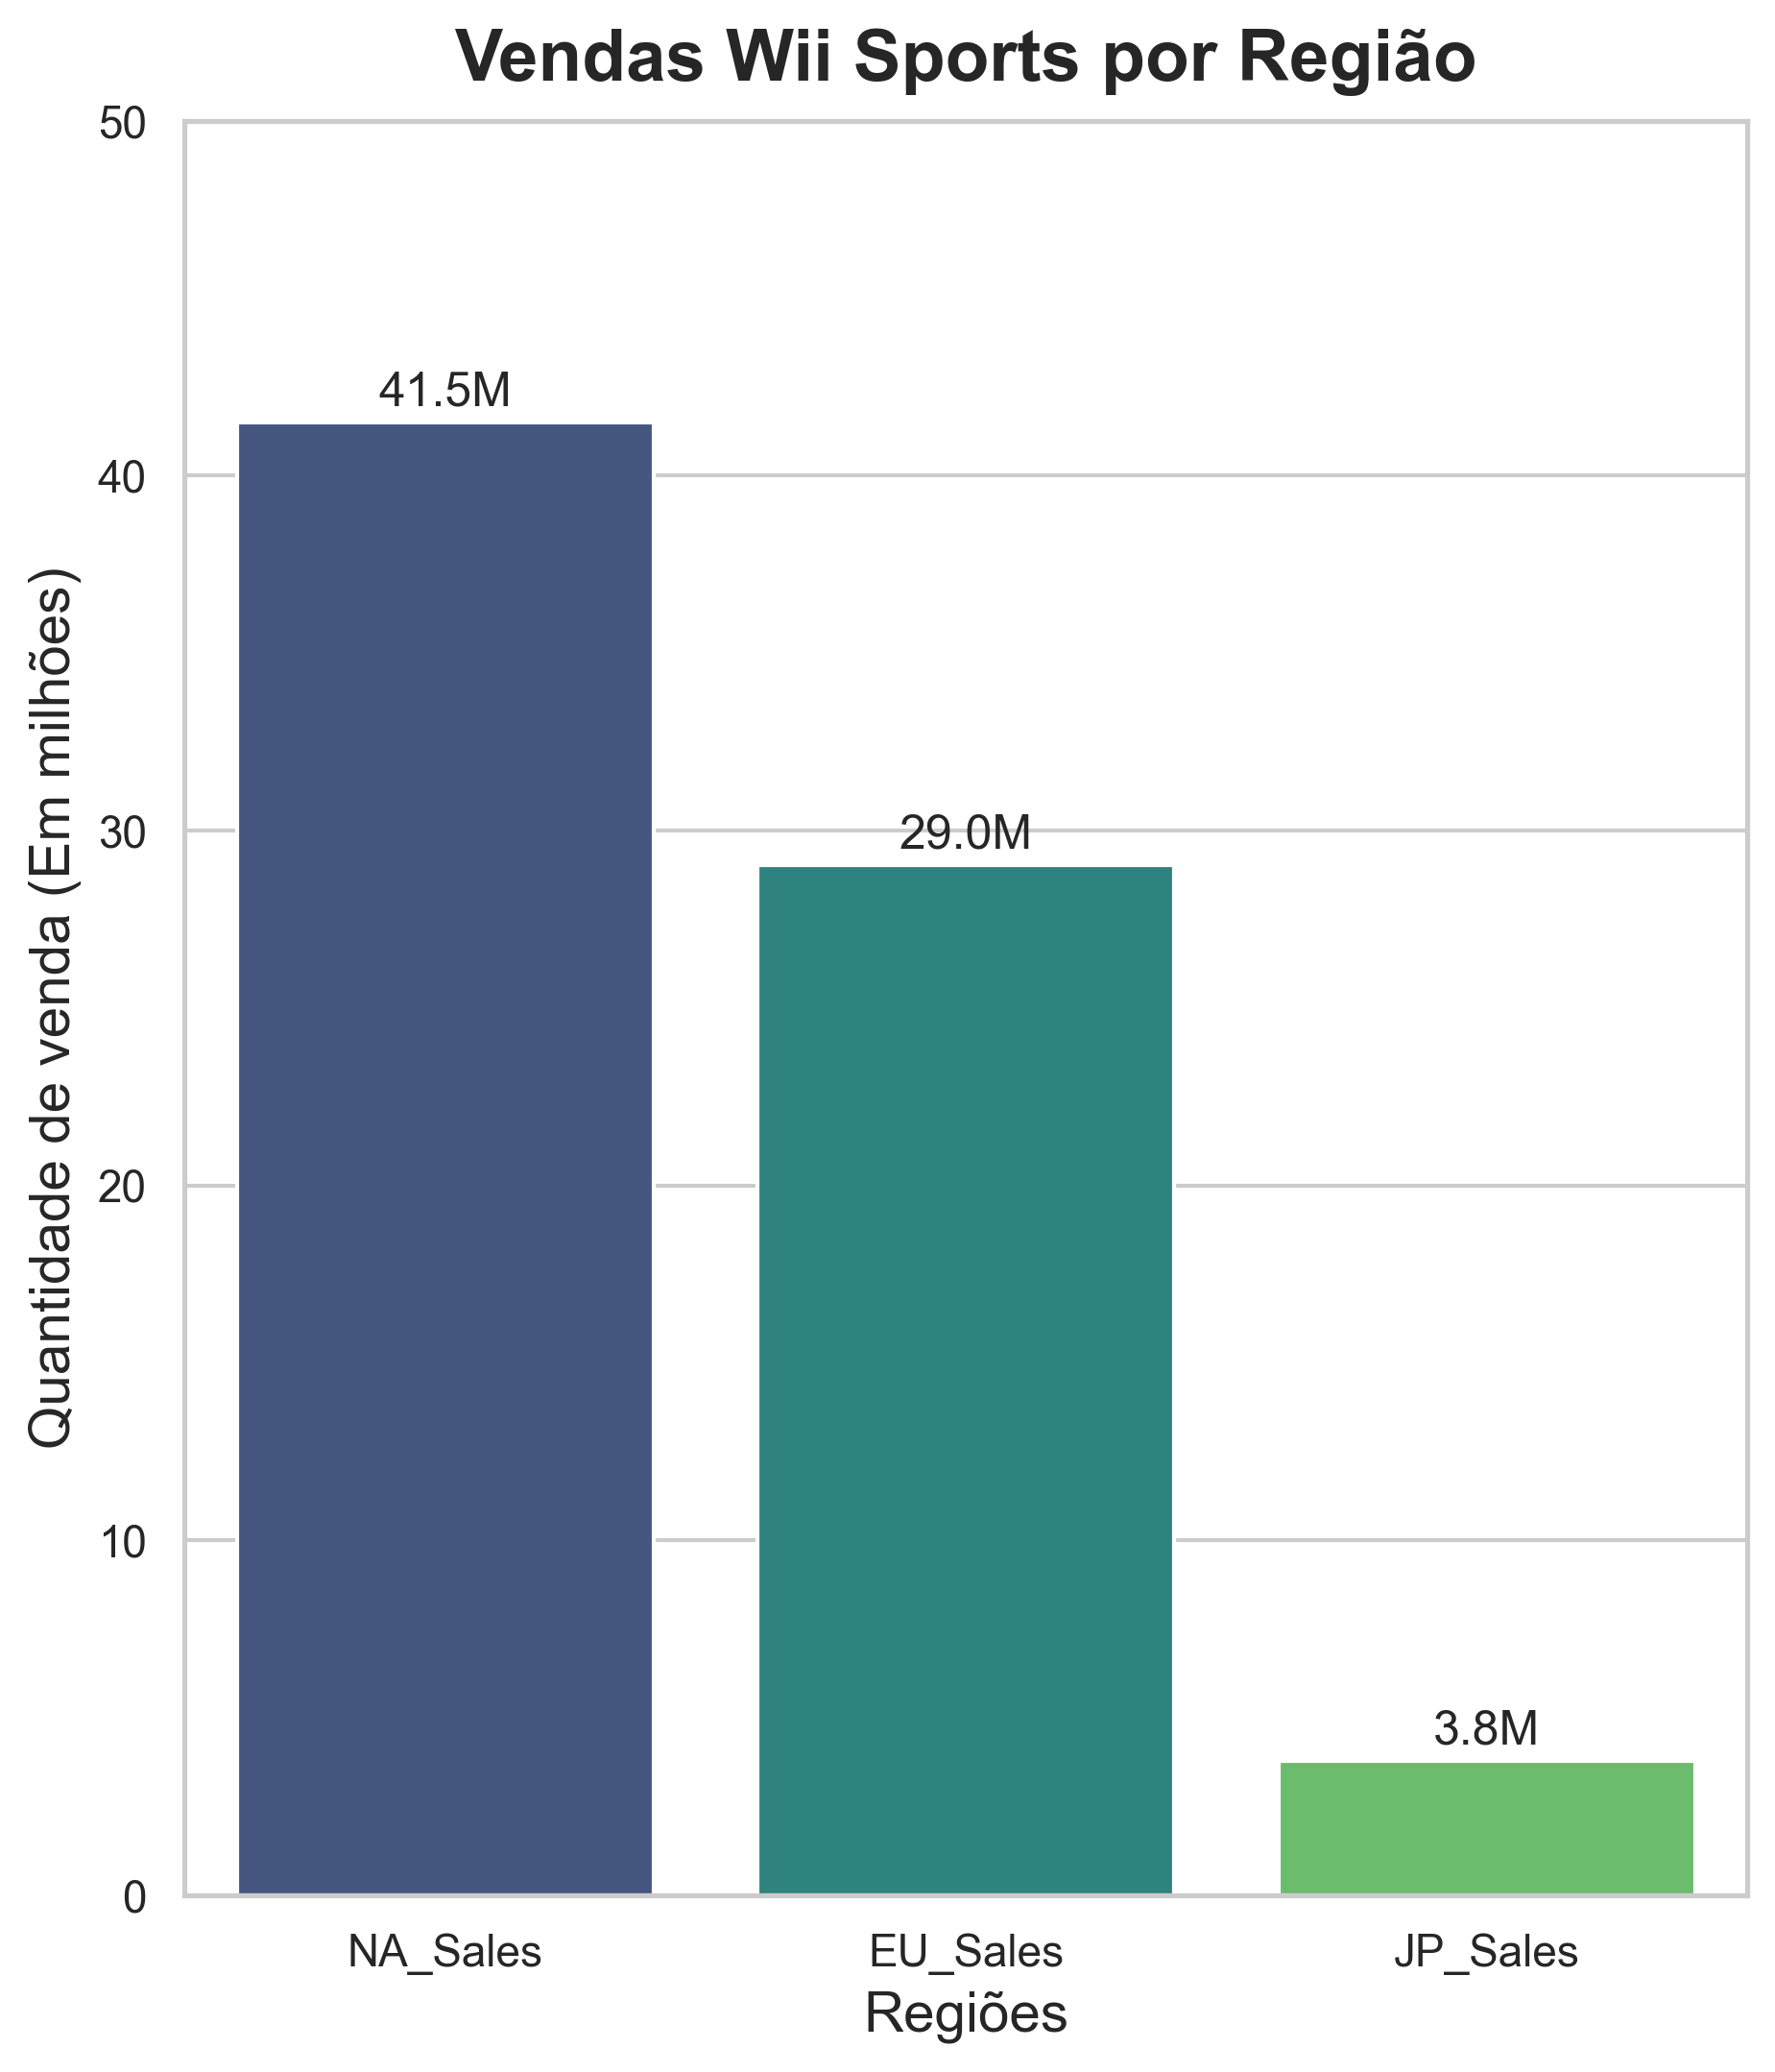 Vendas Wii Sports por Região
Quantidade de venda (Em milhões)
50
40
30
20
10
0
41.5M
29.0M
3.8M
NA_Sales
EU_Sales
JP_Sales
Regiões